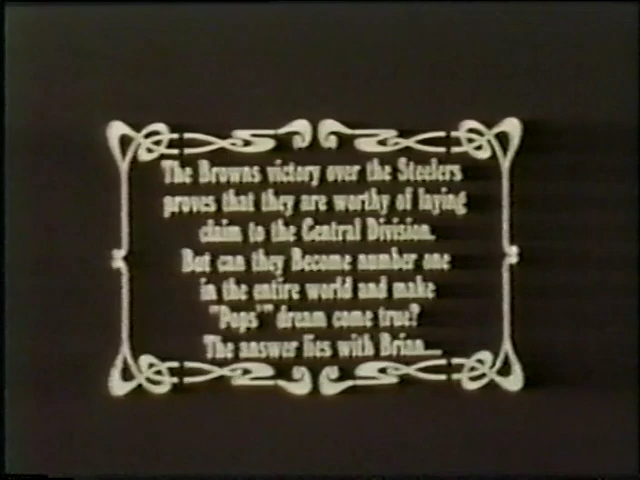 The Browns victory over the Steelers
proves that they are worthy of laying
claim to the Central Division.
But can they Become number one
in the entire world and make
"Pops'" dream come true?
The answer lies with Brian...